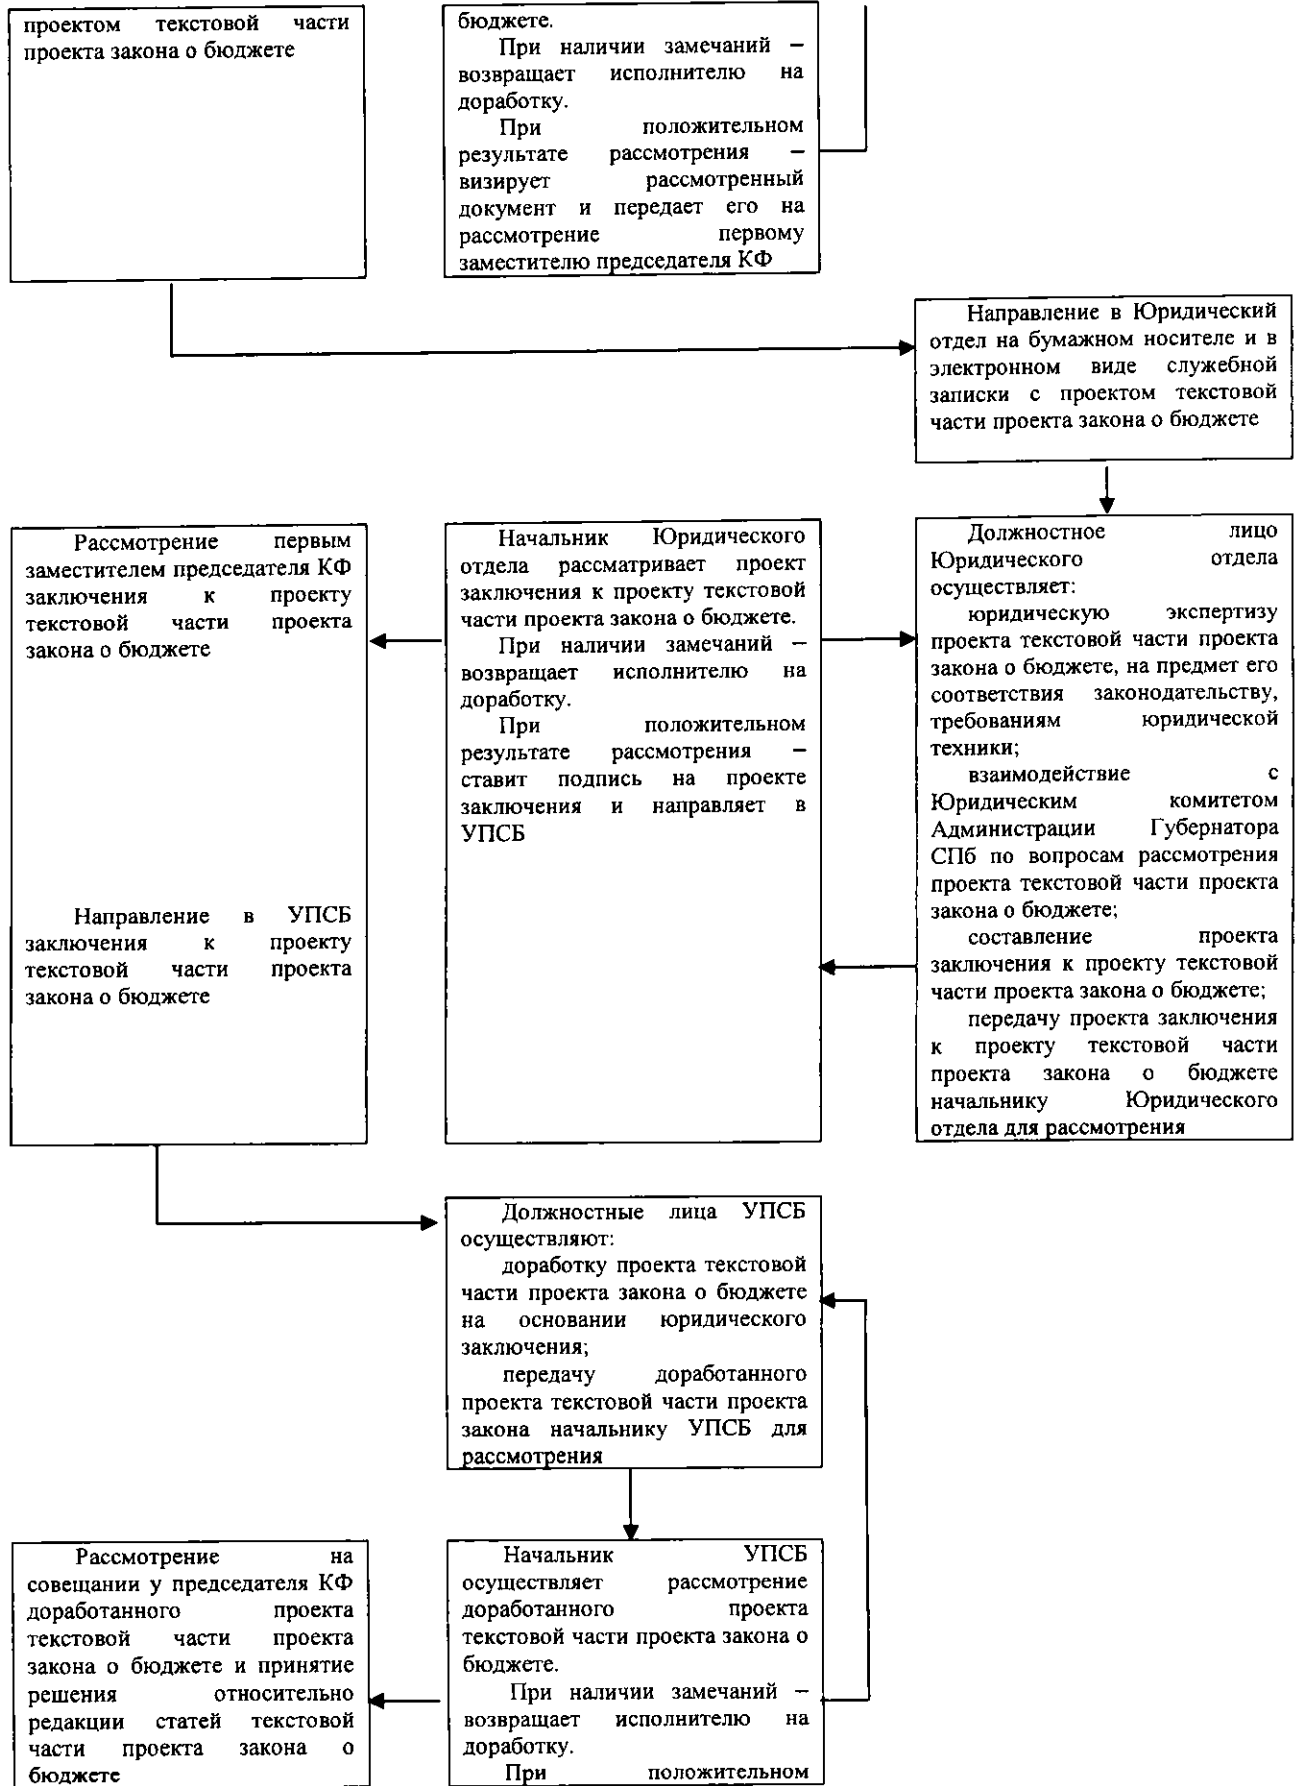 проектом текстовой части
проекта закона о бюджете
бюджете.
При наличии замечаний –
возвращает исполнителю на
доработку.
При положительном
результате рассмотрения –
визирует рассмотренный
документ и передает его на
рассмотрение первому
заместителю председателя КФ
Направление в Юридический
отдел на бумажном носителе и в
электронном виде служебной
записки с проектом текстовой
части проекта закона о бюджете
Рассмотрение первым
заместителем председателя КФ
заключения к проекту
текстовой части проекта
закона о бюджете
Направление в УПСБ
заключения к проекту
текстовой части проекта
закона о бюджете
Начальник Юридического
отдела рассматривает проект
заключения к проекту текстовой
части проекта закона о бюджете.
При наличии замечаний –
возвращает исполнителю на
доработку.
При положительном
результате рассмотрения –
ставит подпись на проекте
заключения и направляет в
УПСБ
Должностное лицо
Юридического отдела
осуществляет:
юридическую экспертизу
проекта текстовой части проекта
закона о бюджете, на предмет его
соответствия законодательству,
требованиям юридической
техники;
взаимодействие с
Юридическим комитетом
Администрации Губернатора
СПб по вопросам рассмотрения
проекта текстовой части проекта
закона о бюджете;
составление проекта
заключения к проекту текстовой
части проекта закона о бюджете;
передачу проекта заключения
к проекту текстовой части
проекта закона о бюджете
начальнику Юридического
отдела для рассмотрения
Должностные лица УПСБ
осуществляют:
доработку проекта текстовой
части проекта закона о бюджете
на основании юридического
заключения;
передачу доработанного
проекта текстовой части проекта
закона начальнику УПСБ для
рассмотрения
Рассмотрение на
совещании у председателя КФ
доработанного проекта
текстовой части проекта
закона о бюджете и принятие
решения относительно
редакции статей текстовой
части проекта закона о
бюджете
Начальник УПСБ
осуществляет рассмотрение
доработанного проекта
текстовой части проекта закона о
бюджете.
При наличии замечаний –
возвращает исполнителю на
доработку.
При положительном